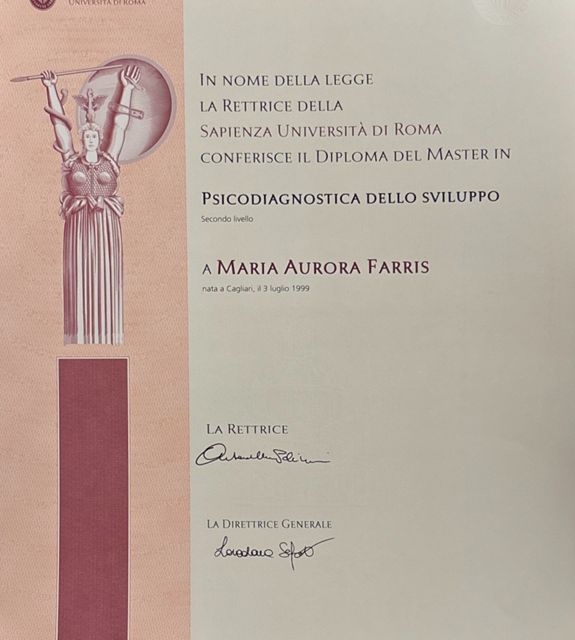 UNIVERSITÀ DI ROMA
IN NOME DELLA LEGGE
LA RETTRICE DELLA
SAPIENZA UNIVERSITÀ DI ROMA
CONFERISCE IL DIPLOMA DEL MASTER IN
PSICODIAGNOSTICA DELLO SVILUPPO
Secondo livello
A MARIA AURORA FARRIS
nata a Cagliari, il 3 luglio 1999
LA RETTRICE
LA DIRETTRICE GENERALE